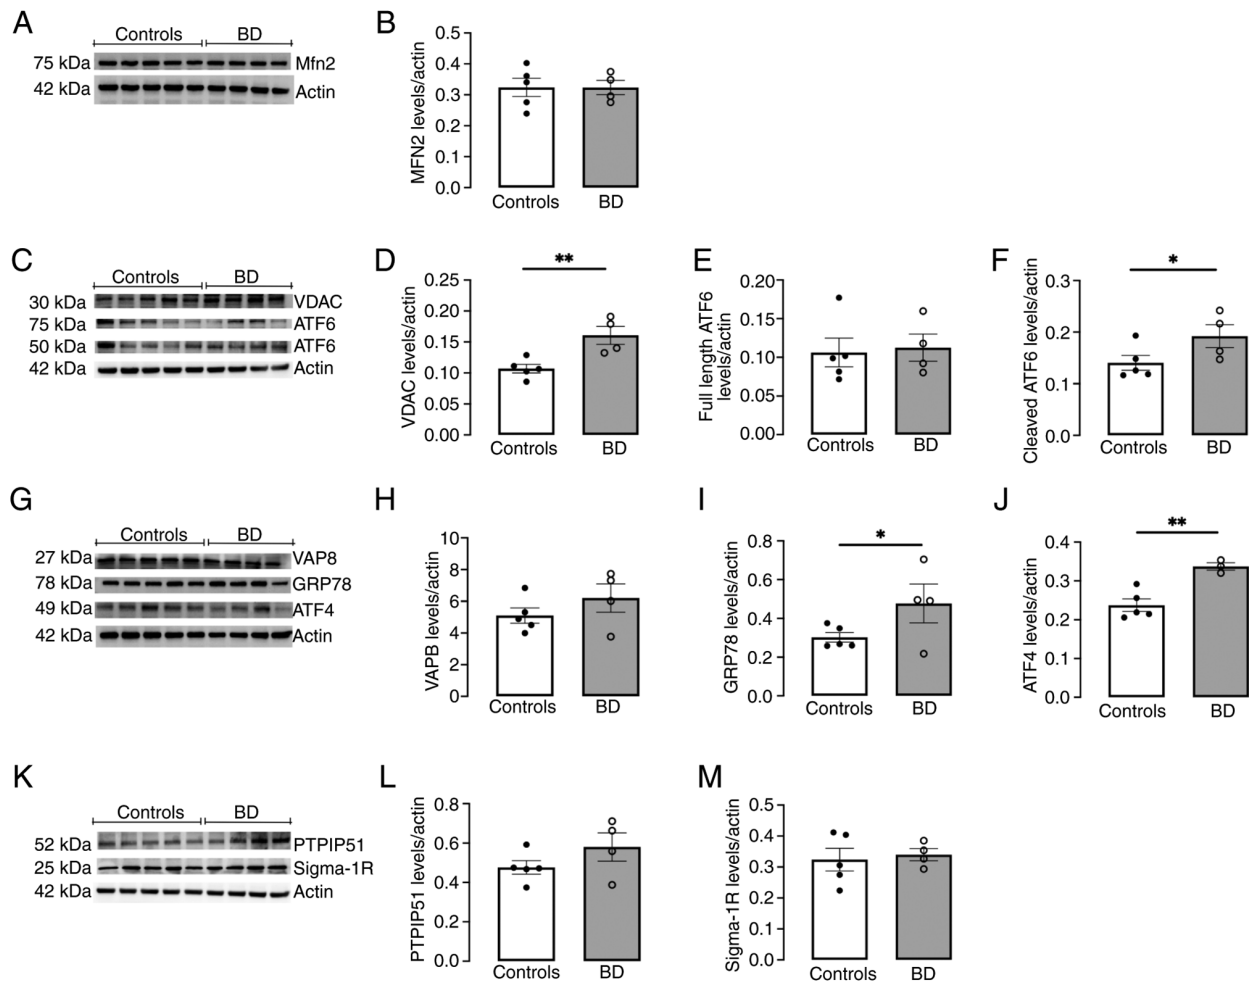 A
Controls BD
75 kDa Mfn2
42 kDa Actin
B
MFN2 levels/actin
0.5
0.4
0.3
0.2
0.1
0.0
Controls BD
C
Controls BD
30 kDa VDAC
75 kDa ATF6
50 kDa ATF6
42 kDa Actin
D
**
VDAC levels/actin
0.25
0.20
0.15
0.10
0.05
0.00
Controls BD
E
Full length ATF6
levels/actin
0.20
0.15
0.10
0.05
0.00
Controls BD
F
*
Cleaved ATF6 levels/actin
0.3
0.2
0.1
0.0
Controls BD
G
Controls BD
27 kDa VAP8
78 kDa GRP78
49 kDa ATF4
42 kDa Actin
H
VAPB levels/actin
10
8
6
4
2
0
Controls BD
I
*
GRP78 levels/actin
0.8
0.6
0.4
0.2
0.0
Controls BD
J
**
ATF4 levels/actin
0.4
0.3
0.2
0.1
0.0
Controls BD
K
Controls BD
52 kDa PTPIP51
25 kDa Sigma-1R
42 kDa Actin
L
PTPIP51 levels/actin
0.8
0.6
0.4
0.2
0.0
Controls BD
M
Sigma-1R levels/actin
0.5
0.4
0.3
0.2
0.1
0.0
Controls BD